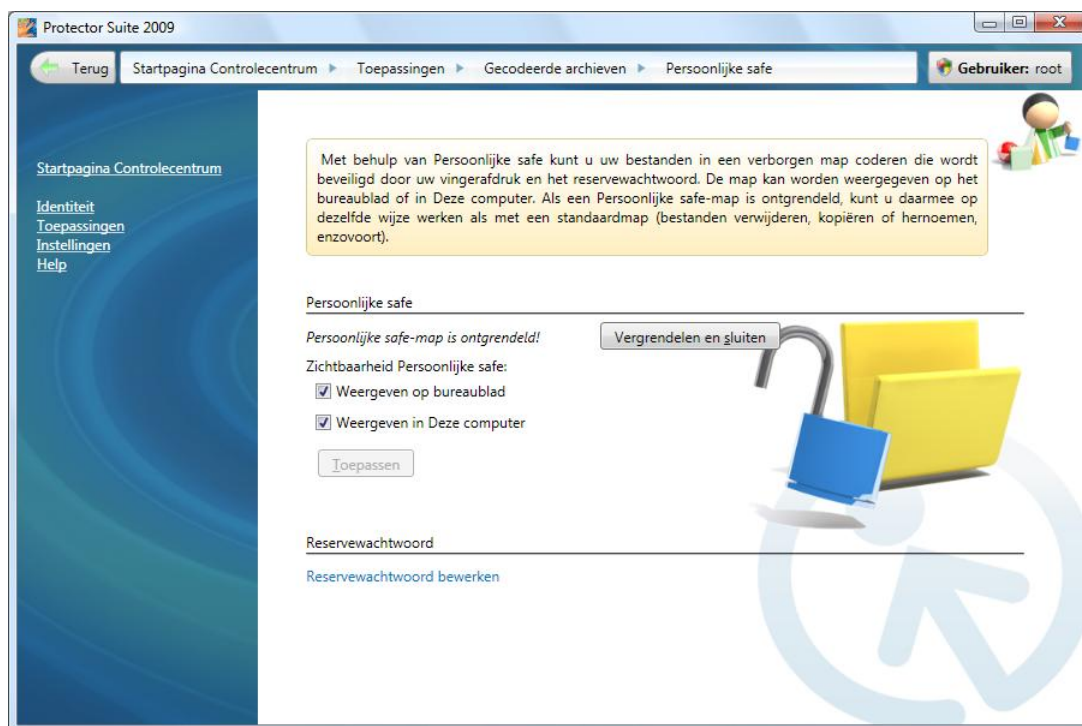 Protector Suite 2009
Terug
Startpagina Controlecentrum
Toepassingen
Gecodeerde archieven
Persoonlijke safe
Gebruiker: root
Startpagina Controlecentrum
Identiteit
Toepassingen
Instellingen
Help
Met behulp van Persoonlijke safe kunt u uw bestanden in een verborgen map coderen die wordt
beveiligd door uw vingerafdruk en het reservewachtwoord. De map kan worden weergegeven op het
bureaublad of in Deze computer. Als een Persoonlijke safe-map is ontgrendeld, kunt u daarmee op
dezelfde wijze werken als met een standaardmap (bestanden verwijderen, kopiëren of hernoemen,
enzovoort).
Persoonlijke safe
Persoonlijke safe-map is ontgrendeld!
Vergrendelen en sluiten
Zichtbaarheid Persoonlijke safe:
Weergeven op bureaublad
Weergeven in Deze computer
Toepassen
Reservewachtwoord
Reservewachtwoord bewerken